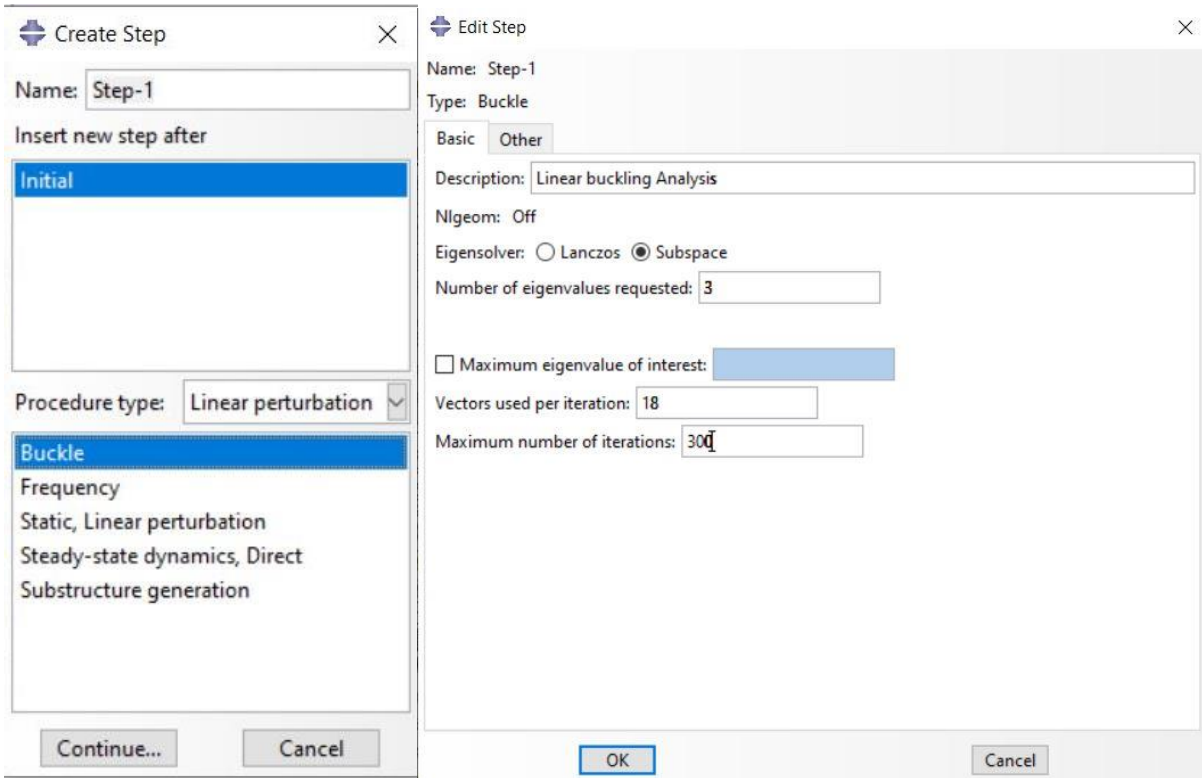 Create Step
Name: Step-1
Insert new step after
Initial
Procedure type: Linear perturbation
Buckle
Frequency
Static, Linear perturbation
Steady-state dynamics, Direct
Substructure generation
Continue... Cancel
Edit Step
Name: Step-1
Type: Buckle
Basic Other
Description: Linear buckling Analysis
Nlgeom: Off
Eigensolver: Lanczos Subspace
Number of eigenvalues requested: 3
Maximum eigenvalue of interest:
Vectors used per iteration: 18
Maximum number of iterations: 300
OK Cancel